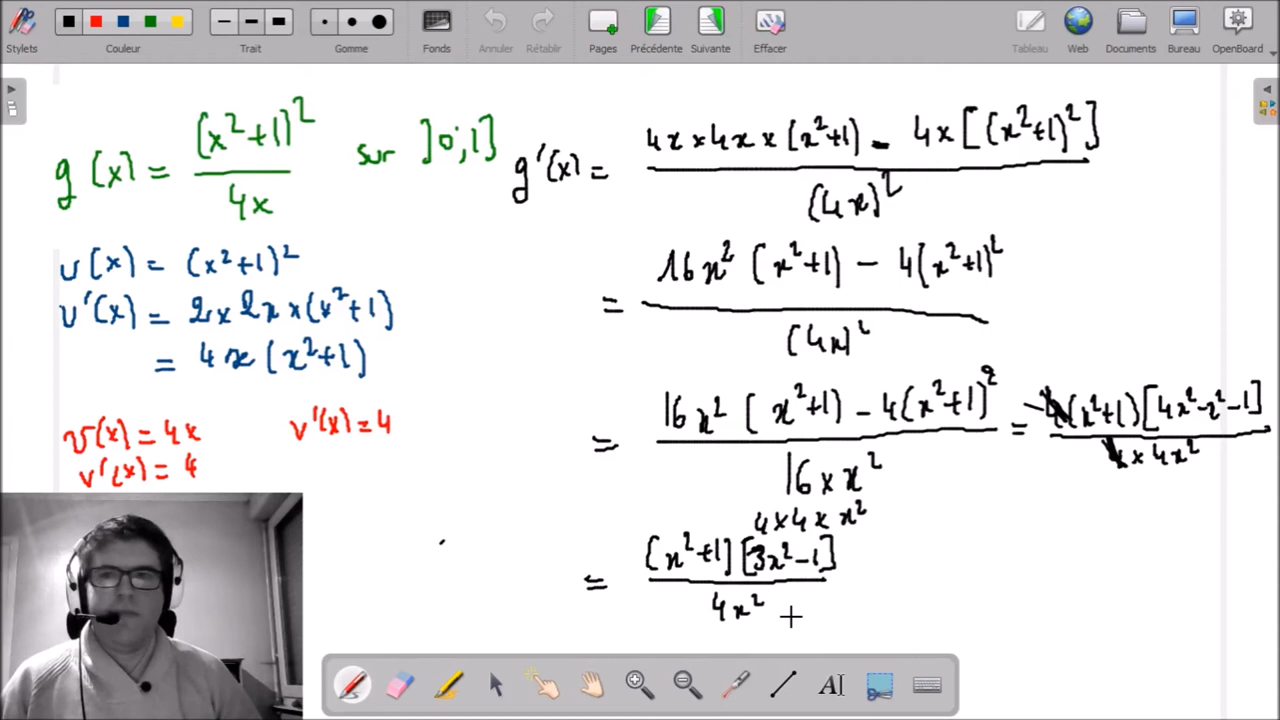 Stylets Couleur Trait Gomme Fonds Annuler Rétablir Pages Précédente Suivante Effacer Tableau Web Documents Bureau OpenBoard
g(x) = (x²+1)² / 4x sur ]0;1]
u(x) = (x²+1)²
u'(x) = 2x 2x x (x²+1)
= 4x (x²+1)
v(x) = 4x v'(x) = 4
v'(x) = 4
g'(x) = 4x × 4x × (x²+1) - 4x [(x²+1)²] / (4x)²
= 16x² (x²+1) - 4(x²+1)² / (4x)²
= 16x² (x²+1) - 4(x²+1)² / 16 × x² = 4(x²+1)[4x²-x²-1] / 4 × 4x²
4 × 4 × x²
= (x²+1)[3x²-1] / 4x²
AI